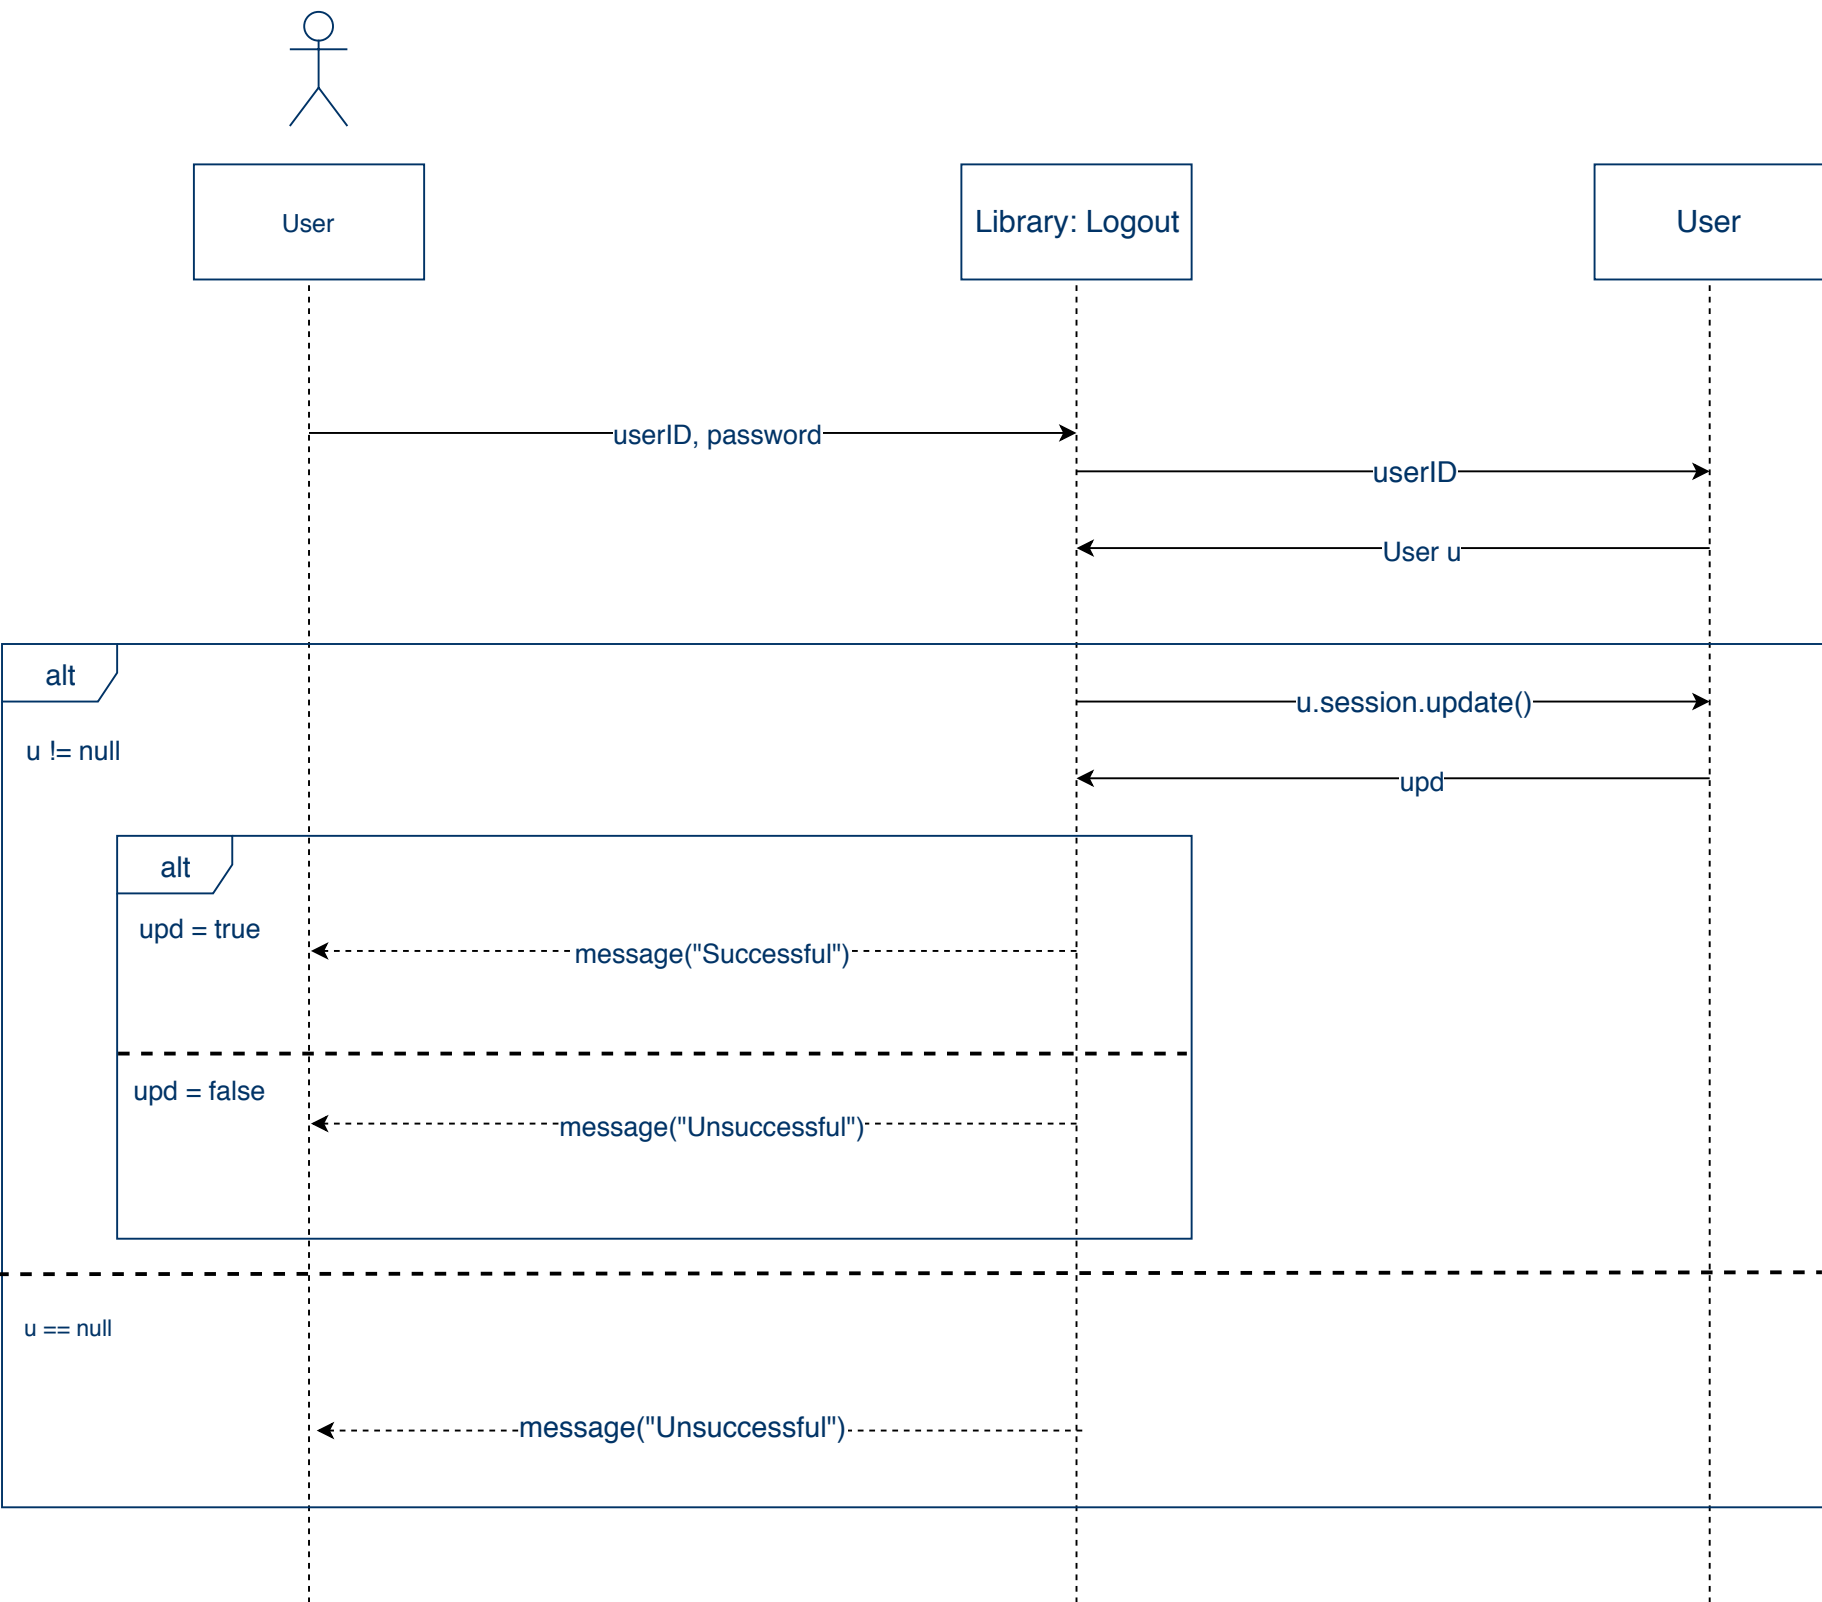 User
Library: Logout
User
userID, password
userID
User u
alt
u.session.update()
u != null
upd
alt
upd = true
message("Successful")
upd = false
message("Unsuccessful")
u == null
message("Unsuccessful")